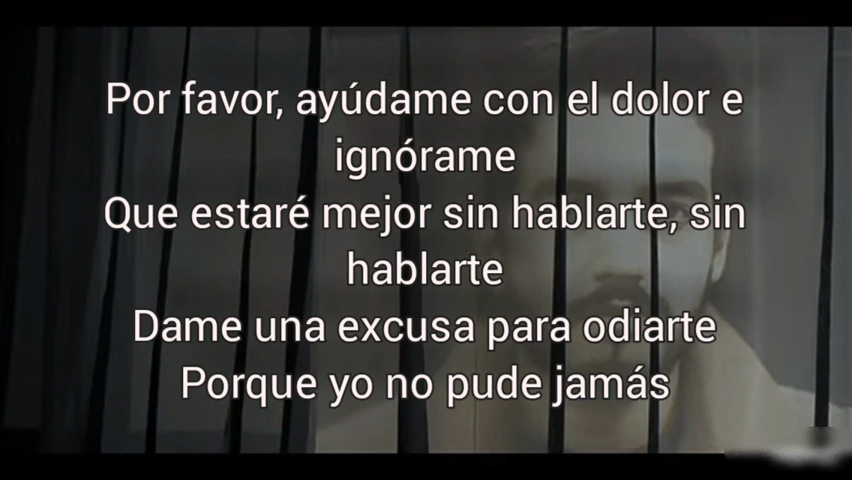 Por favor, ayúdame con el dolor e
ignórame
Que estaré mejor sin hablarte, sin
hablarte
Dame una excusa para odiarte
Porque yo no pude jamás